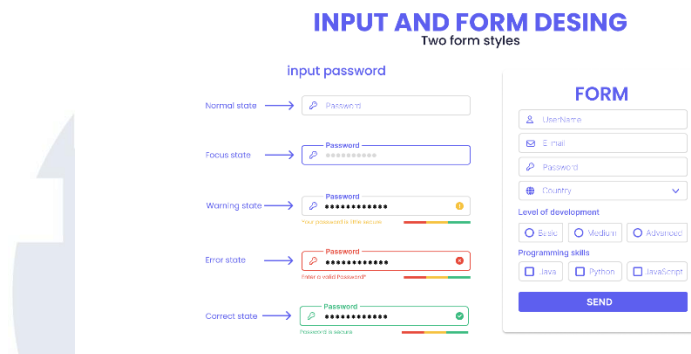 INPUT AND FORM DESING
Two form styles
input password
Normal state
Password
Focus state
Password
Warning state
Password
Your password is little secure
Error state
Password
Enter a valid Password*
Correct state
Password
Password is secure
FORM
UserName
E-mail
Password
Country
Level of development
Basic Medium Advanced
Programming skills
Java Python JavaScript
SEND